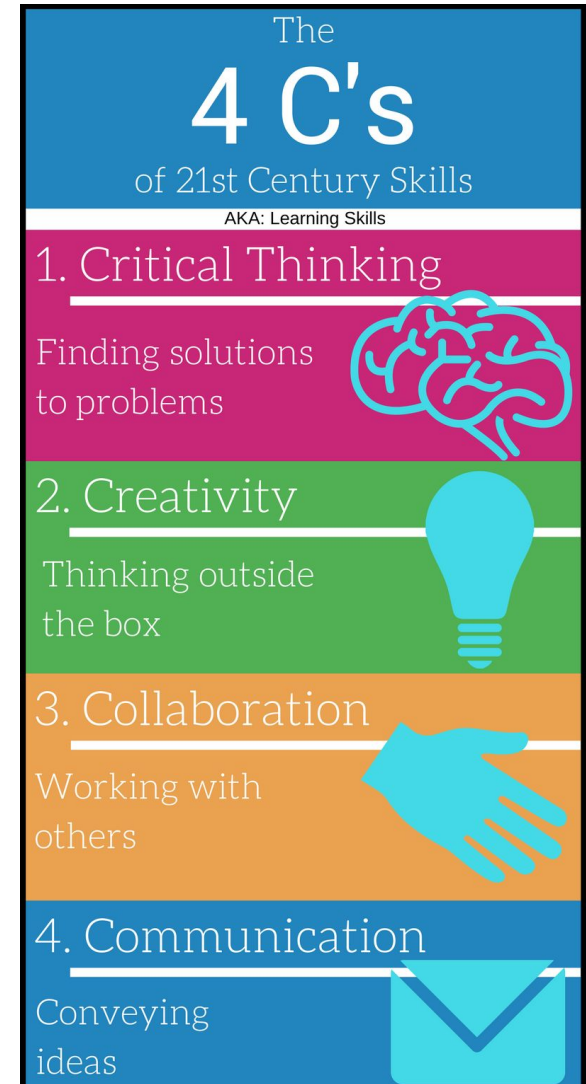 The
4 C's
of 21st Century Skills
AKA: Learning Skills
1. Critical Thinking
Finding solutions
to problems
2. Creativity
Thinking outside
the box
3. Collaboration
Working with
others
4. Communication
Conveying
ideas